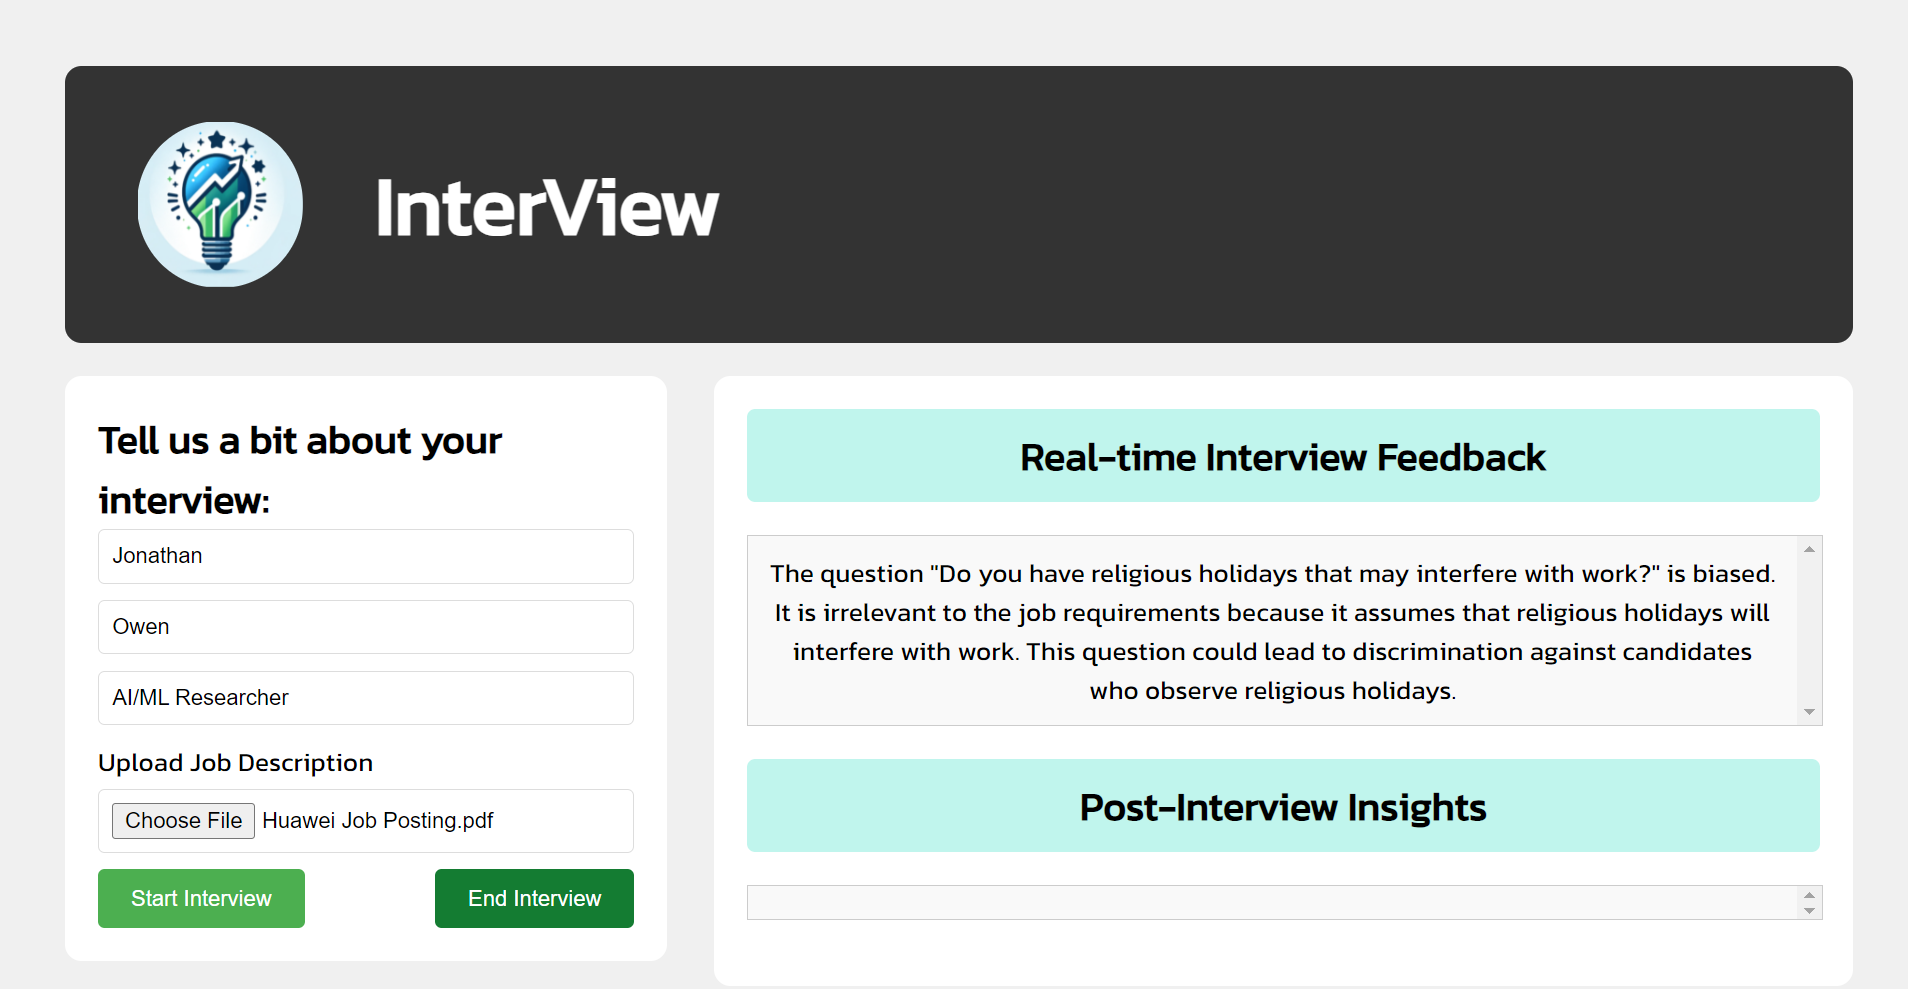 InterView
Tell us a bit about your
interview:
Jonathan
Owen
AI/ML Researcher
Upload Job Description
Choose File Huawei Job Posting.pdf
Start Interview
End Interview
Real-time Interview Feedback
The question "Do you have religious holidays that may interfere with work?" is biased.
It is irrelevant to the job requirements because it assumes that religious holidays will
interfere with work. This question could lead to discrimination against candidates
who observe religious holidays.
Post-Interview Insights